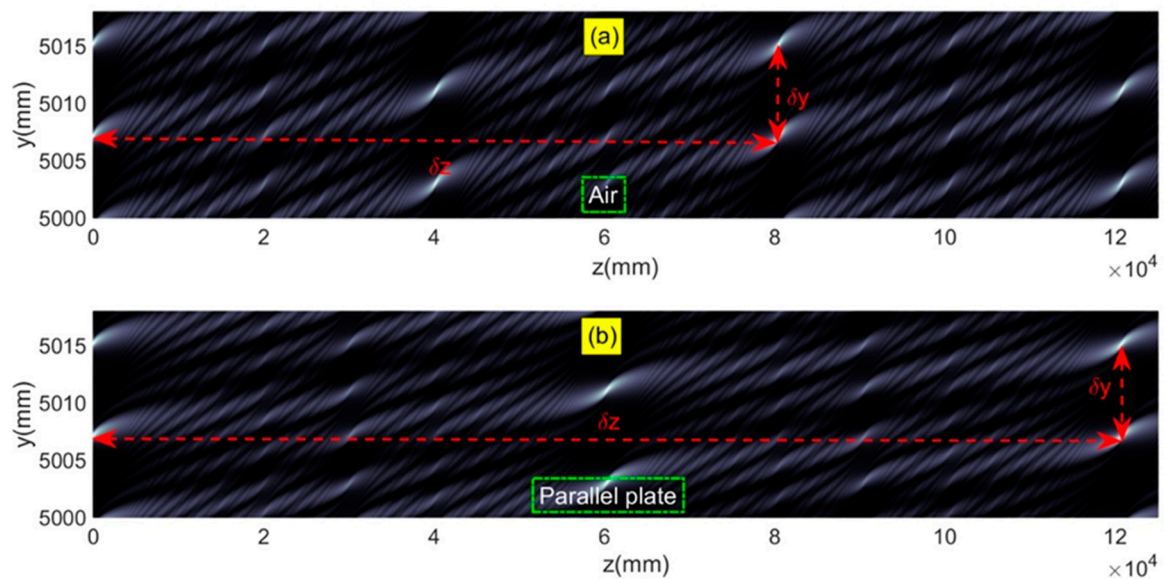 (a)
5015
5010
5005
5000
y(mm)
δy
δz
Air
0 2 4 6 8 10 12
z(mm)
×10⁴
(b)
5015
5010
5005
5000
y(mm)
δy
δz
Parallel plate
0 2 4 6 8 10 12
z(mm)
×10⁴